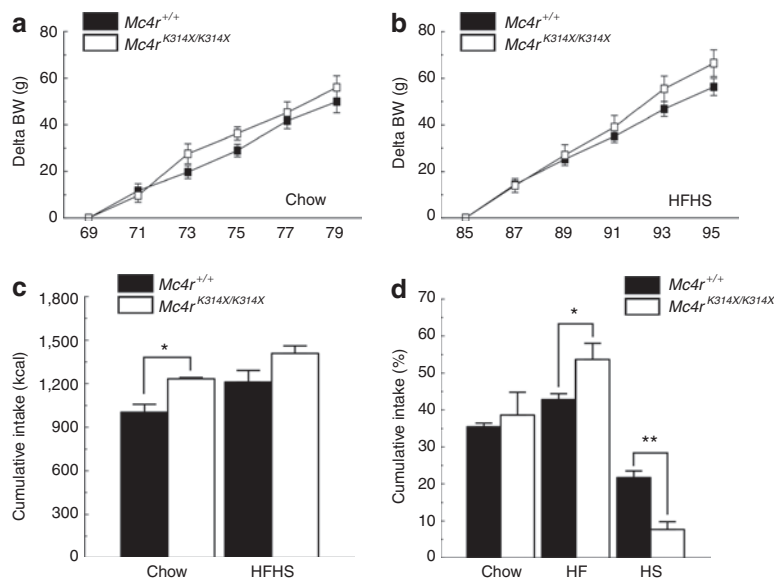 a
Mc4r+/+
Mc4rK314X/K314X
Delta BW (g)
80
60
40
20
0
Chow
69 71 73 75 77 79
b
Mc4r+/+
Mc4rK314X/K314X
Delta BW (g)
80
60
40
20
0
HFHS
85 87 89 91 93 95
c
Mc4r+/+
Mc4rK314X/K314X
Cumulative intake (kcal)
1,800
1,500
1,200
900
600
300
0
*
Chow HFHS
d
Mc4r+/+
Mc4rK314X/K314X
Cumulative intake (%)
70
60
50
40
30
20
10
0
*
**
Chow HF HS